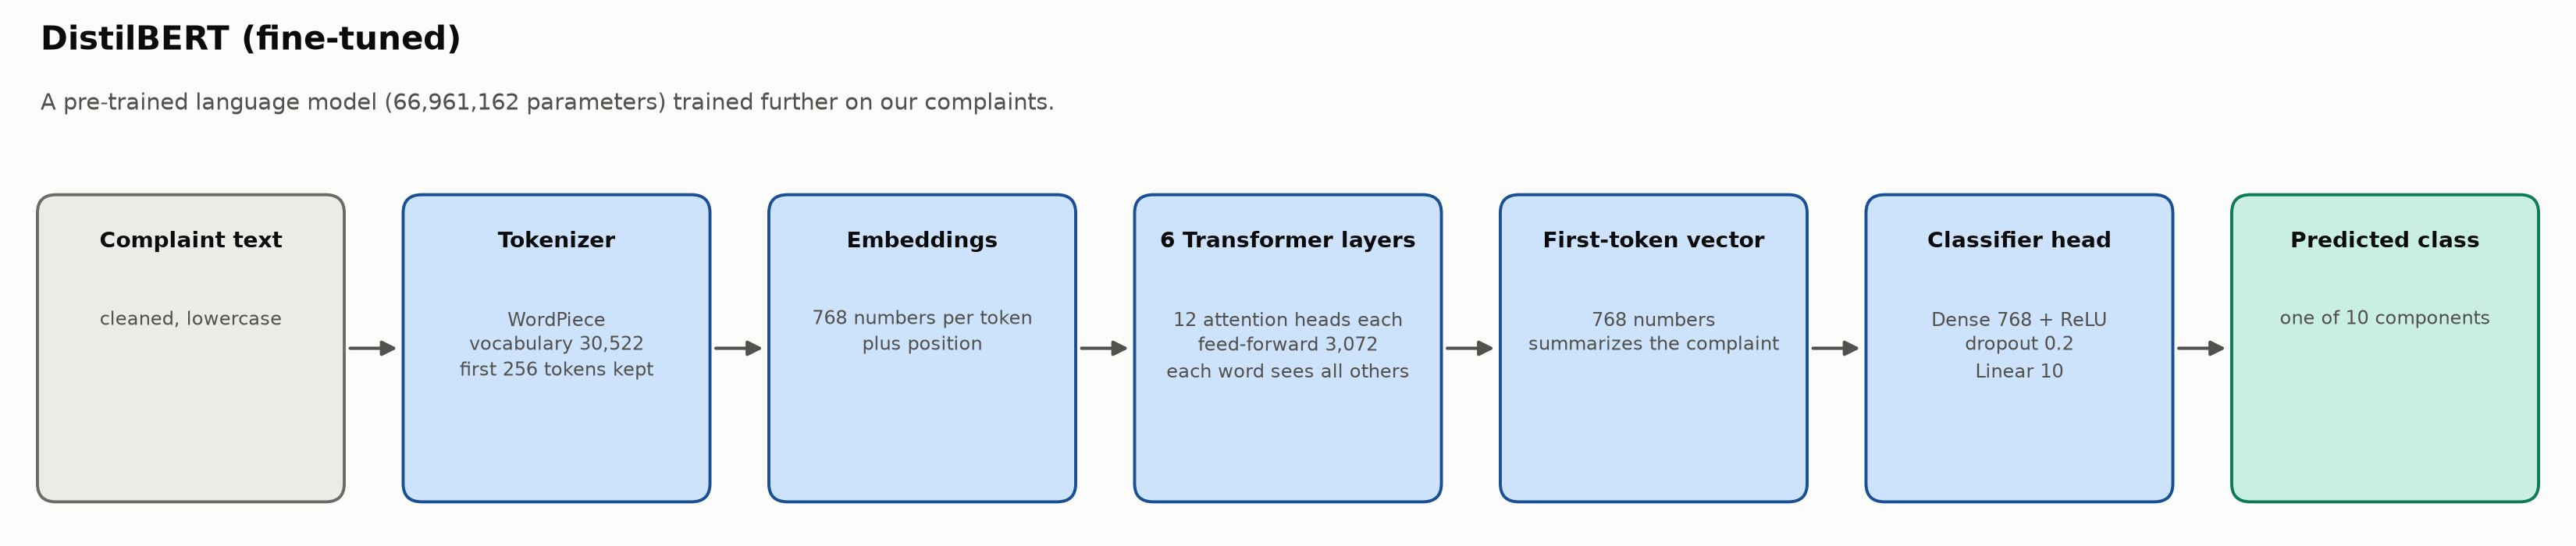 DistilBERT (fine-tuned)
A pre-trained language model (66,961,162 parameters) trained further on our complaints.
Complaint text
cleaned, lowercase
Tokenizer
WordPiece
vocabulary 30,522
first 256 tokens kept
Embeddings
768 numbers per token
plus position
6 Transformer layers
12 attention heads each
feed-forward 3,072
each word sees all others
First-token vector
768 numbers
summarizes the complaint
Classifier head
Dense 768 + ReLU
dropout 0.2
Linear 10
Predicted class
one of 10 components